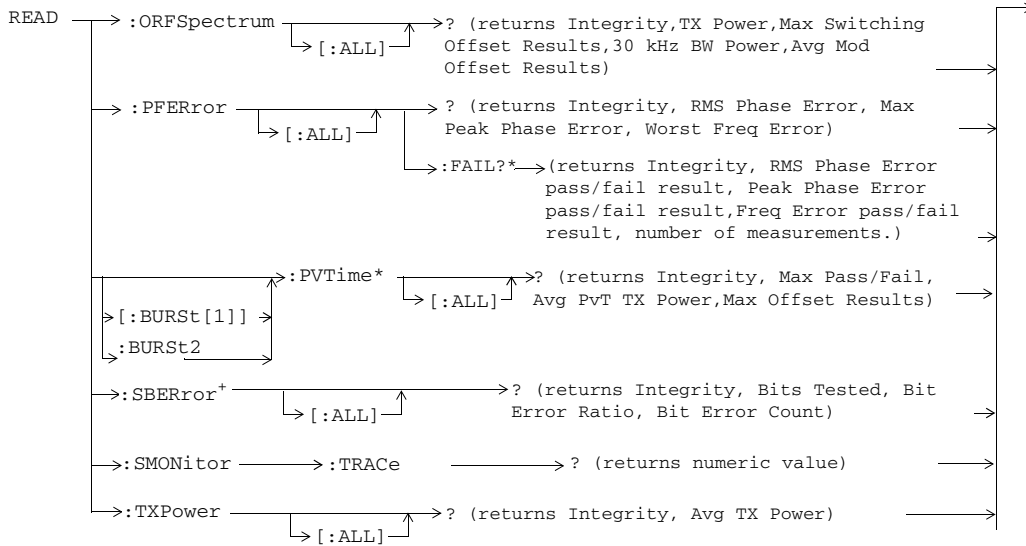 READ :ORFSpectrum ? (returns Integrity,TX Power,Max Switching
[:ALL] Offset Results,30 kHz BW Power,Avg Mod
Offset Results)
:PFERror ? (returns Integrity, RMS Phase Error, Max
[:ALL] Peak Phase Error, Worst Freq Error)
:FAIL?* (returns Integrity, RMS Phase Error
pass/fail result, Peak Phase Error
pass/fail result,Freq Error pass/fail
result, number of measurements.)
:PVTime* ? (returns Integrity, Max Pass/Fail,
[:ALL] Avg PvT TX Power,Max Offset Results)
[:BURSt[1]]
:BURSt2
:SBERror+ ? (returns Integrity, Bits Tested, Bit
[:ALL] Error Ratio, Bit Error Count)
:SMONitor :TRACe ? (returns numeric value)
:TXPower ? (returns Integrity, Avg TX Power)
[:ALL]